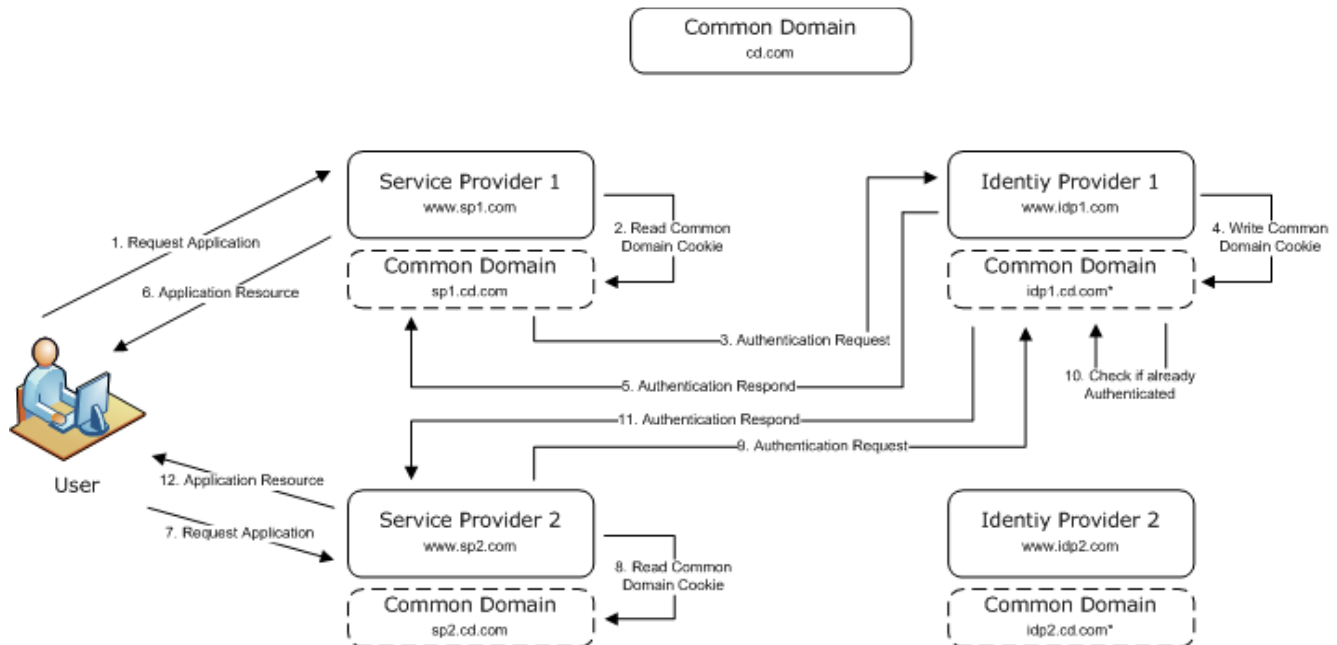 Common Domain
cd.com
Service Provider 1
www.sp1.com
Identiy Provider 1
www.idp1.com
1. Request Application
2. Read Common
Domain Cookie
4. Write Common
Domain Cookie
Common Domain
sp1.cd.com
Common Domain
idp1.cd.com*
6. Application Resource
3. Authentication Request
10. Check if already
Authenticated
5. Authentication Respond
11. Authentication Respond
9. Authentication Request
User
12. Application Resource
7. Request Application
Service Provider 2
www.sp2.com
Identiy Provider 2
www.idp2.com
8. Read Common
Domain Cookie
Common Domain
sp2.cd.com
Common Domain
idp2.cd.com*